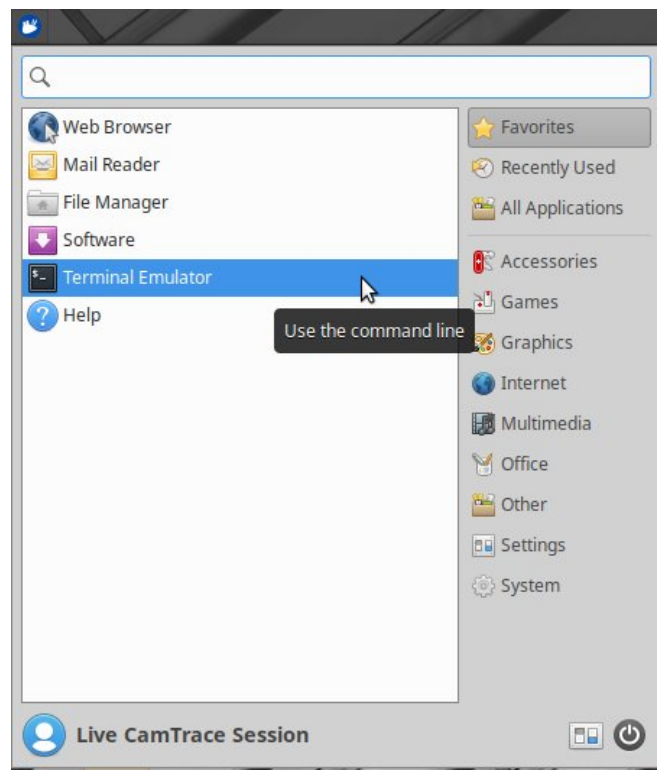 Web Browser
Mail Reader
File Manager
Software
Terminal Emulator
Help
Use the command line
Favorites
Recently Used
All Applications
Accessories
Games
Graphics
Internet
Multimedia
Office
Other
Settings
System
Live CamTrace Session